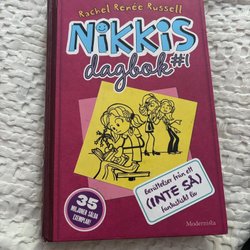 Rachel Renée Russell
NIKKIS
dagbok #1
Berättelser från ett
(INTE SÅ)
fantastiskt liv
35
MILJONER SÅLDA
EXEMPLAR!
Modernista